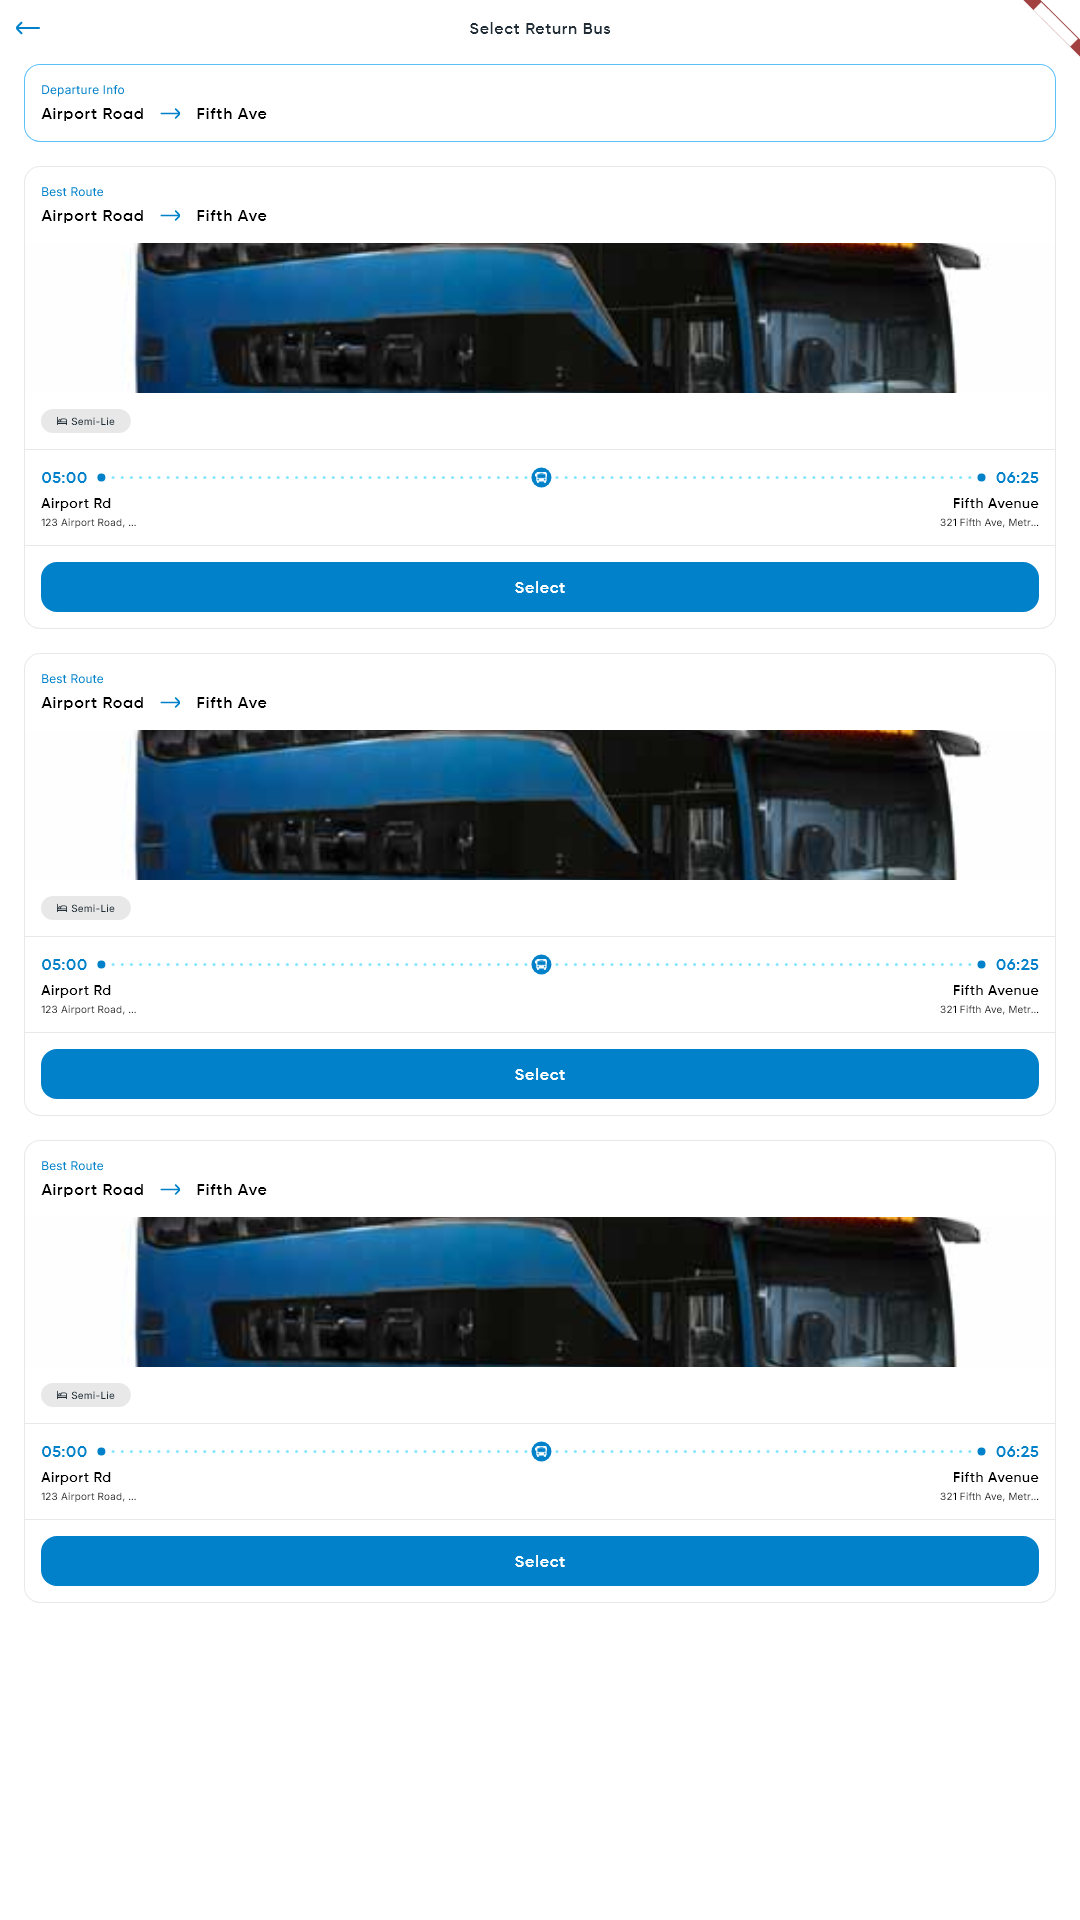 Select Return Bus
Departure Info
Airport Road Fifth Ave
Best Route
Airport Road Fifth Ave
Semi-Lie
05:00 06:25
Airport Rd Fifth Avenue
123 Airport Road, ... 321 Fifth Ave, Metr...
Select
Best Route
Airport Road Fifth Ave
Semi-Lie
05:00 06:25
Airport Rd Fifth Avenue
123 Airport Road, ... 321 Fifth Ave, Metr...
Select
Best Route
Airport Road Fifth Ave
Semi-Lie
05:00 06:25
Airport Rd Fifth Avenue
123 Airport Road, ... 321 Fifth Ave, Metr...
Select